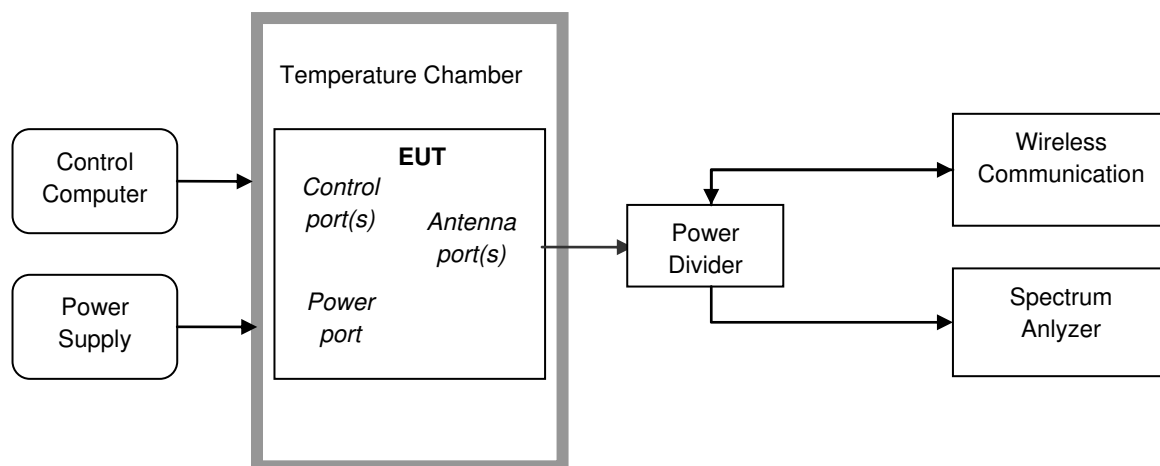 Temperature Chamber
Control
Computer
Power
Supply
EUT
Control
port(s)
Antenna
port(s)
Power
port
Power
Divider
Wireless
Communication
Spectrum
Anlyzer